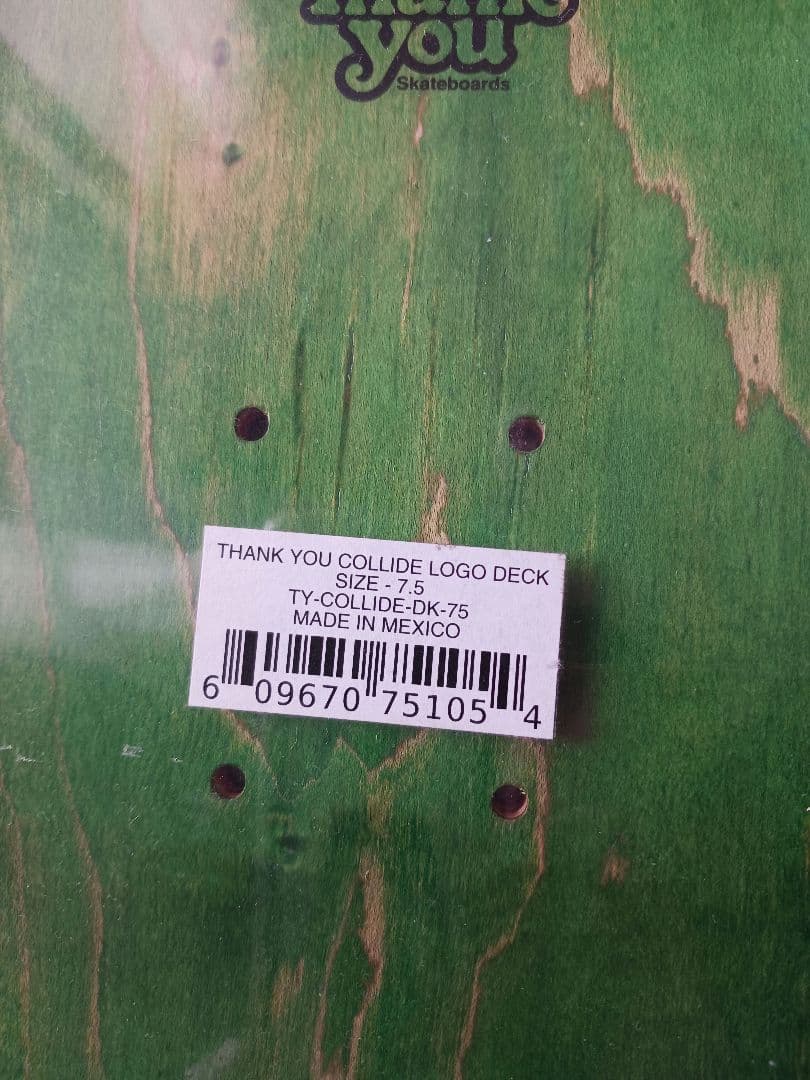 thank
you
Skateboards
THANK YOU COLLIDE LOGO DECK
SIZE - 7.5
TY-COLLIDE-DK-75
MADE IN MEXICO
6 09670 75105 4